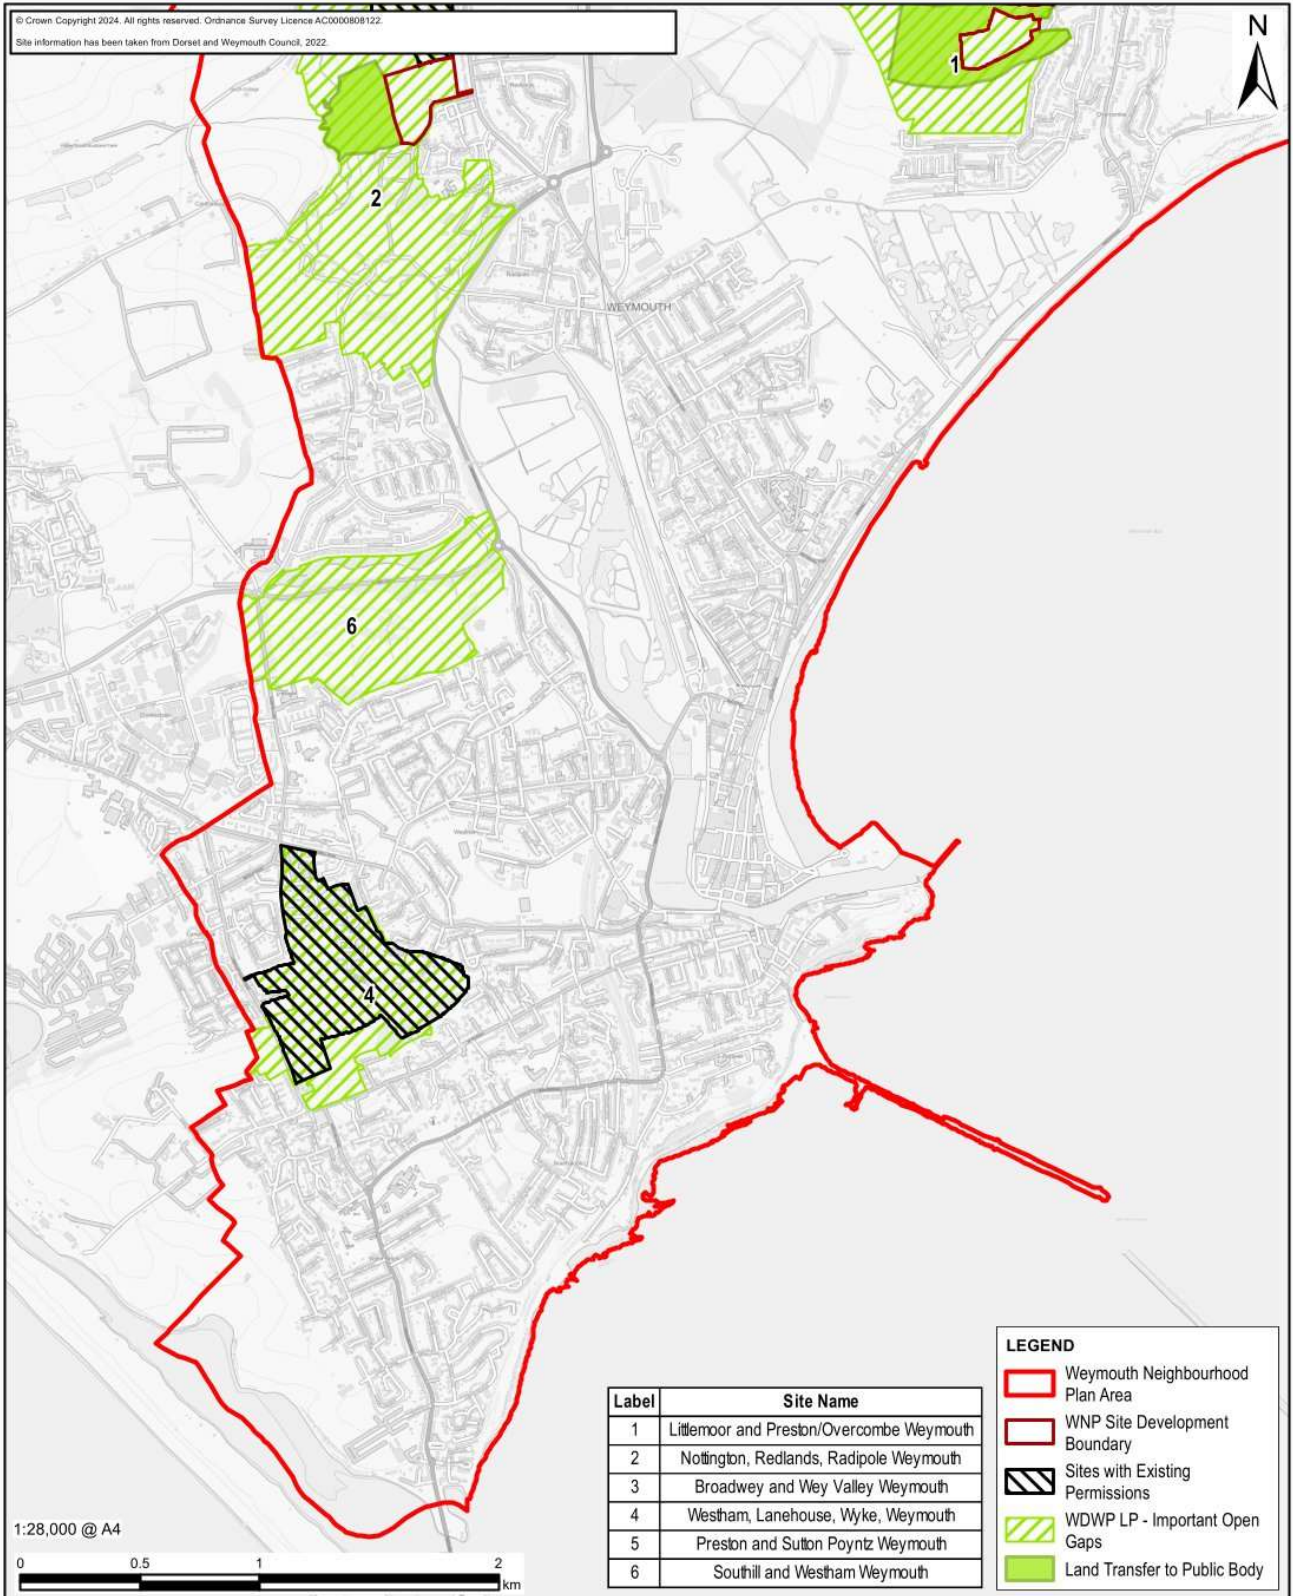 © Crown Copyright 2024. All rights reserved. Ordnance Survey Licence AC0000808122.
Site information has been taken from Dorset and Weymouth Council, 2022.
N
1
2
WEYMOUTH
6
4
LEGEND
Weymouth Neighbourhood
Plan Area
WNP Site Development
Boundary
Sites with Existing
Permissions
WDWP LP - Important Open
Gaps
Land Transfer to Public Body
Label Site Name
1 Littlemoor and Preston/Overcombe Weymouth
2 Nottington, Redlands, Radipole Weymouth
3 Broadwey and Wey Valley Weymouth
4 Westham, Lanehouse, Wyke, Weymouth
5 Preston and Sutton Poyntz Weymouth
6 Southill and Westham Weymouth
1:28,000 @ A4
0 0.5 1 2
km